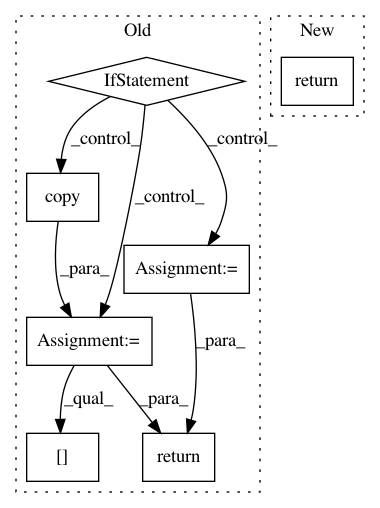 Old
New
IfStatement
return
_control_
_control_
_control_
copy
_para_
Assignment:=
Assignment:=
_para_
_qual_
_para_
[]
return